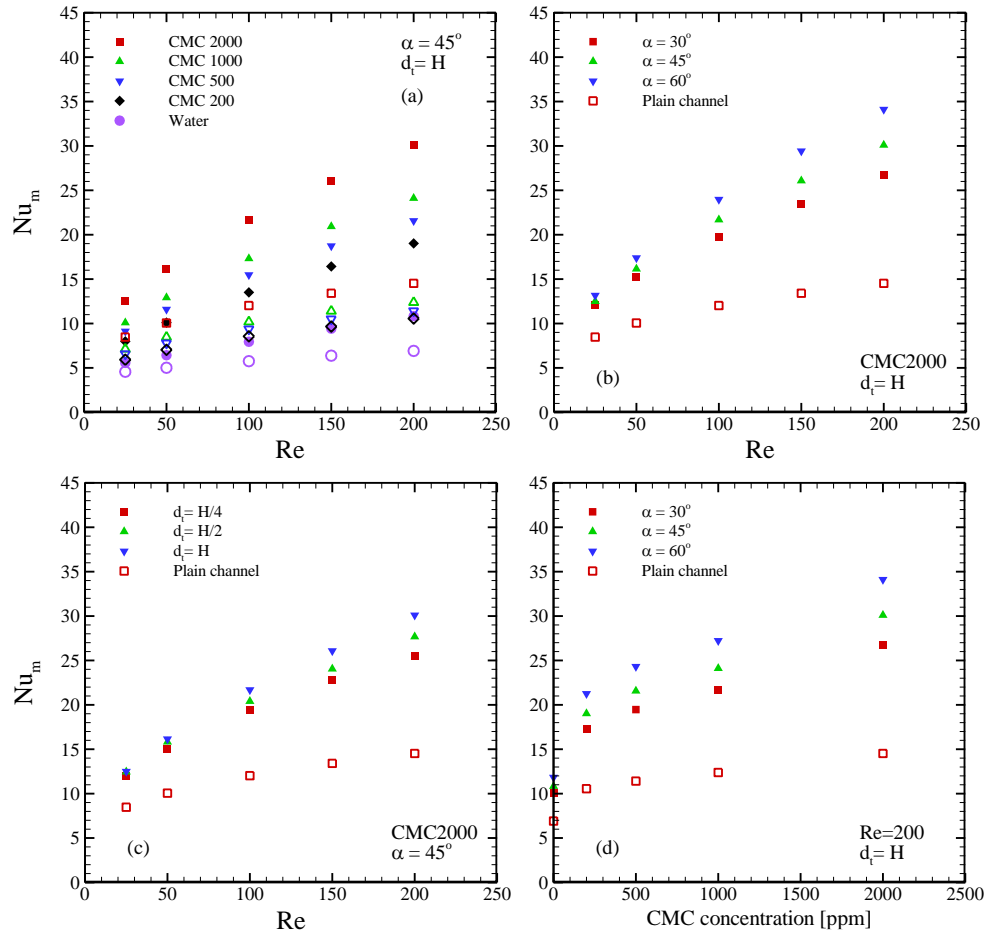 45
40
35
30
25
20
15
10
5
0
Nu_m
CMC 2000
CMC 1000
CMC 500
CMC 200
Water
α = 45°
d_t= H
(a)
0 50 100 150 200 250
Re
45
40
35
30
25
20
15
10
5
0
α = 30°
α = 45°
α = 60°
Plain channel
(b)
CMC2000
d_t= H
0 50 100 150 200 250
Re
45
40
35
30
25
20
15
10
5
0
Nu_m
d_t= H/4
d_t= H/2
d_t= H
Plain channel
(c)
CMC2000
α = 45°
0 50 100 150 200 250
Re
45
40
35
30
25
20
15
10
5
0
α = 30°
α = 45°
α = 60°
Plain channel
(d)
Re=200
d_t= H
0 500 1000 1500 2000 2500
CMC concentration [ppm]